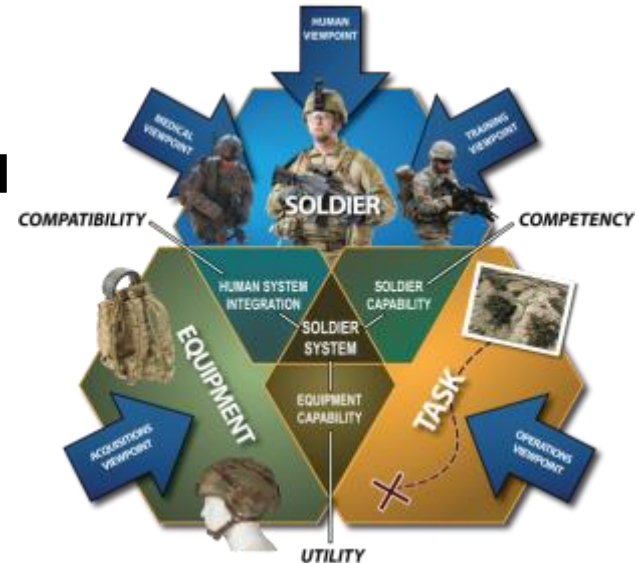 HUMAN
VIEWPOINT
MEDICAL
VIEWPOINT
TRAINING
VIEWPOINT
SOLDIER
COMPATIBILITY
COMPETENCY
HUMAN SYSTEM
INTEGRATION
SOLDIER
CAPABILITY
SOLDIER
SYSTEM
EQUIPMENT
EQUIPMENT
CAPABILITY
TASK
ACQUISITIONS
VIEWPOINT
OPERATIONS
VIEWPOINT
UTILITY